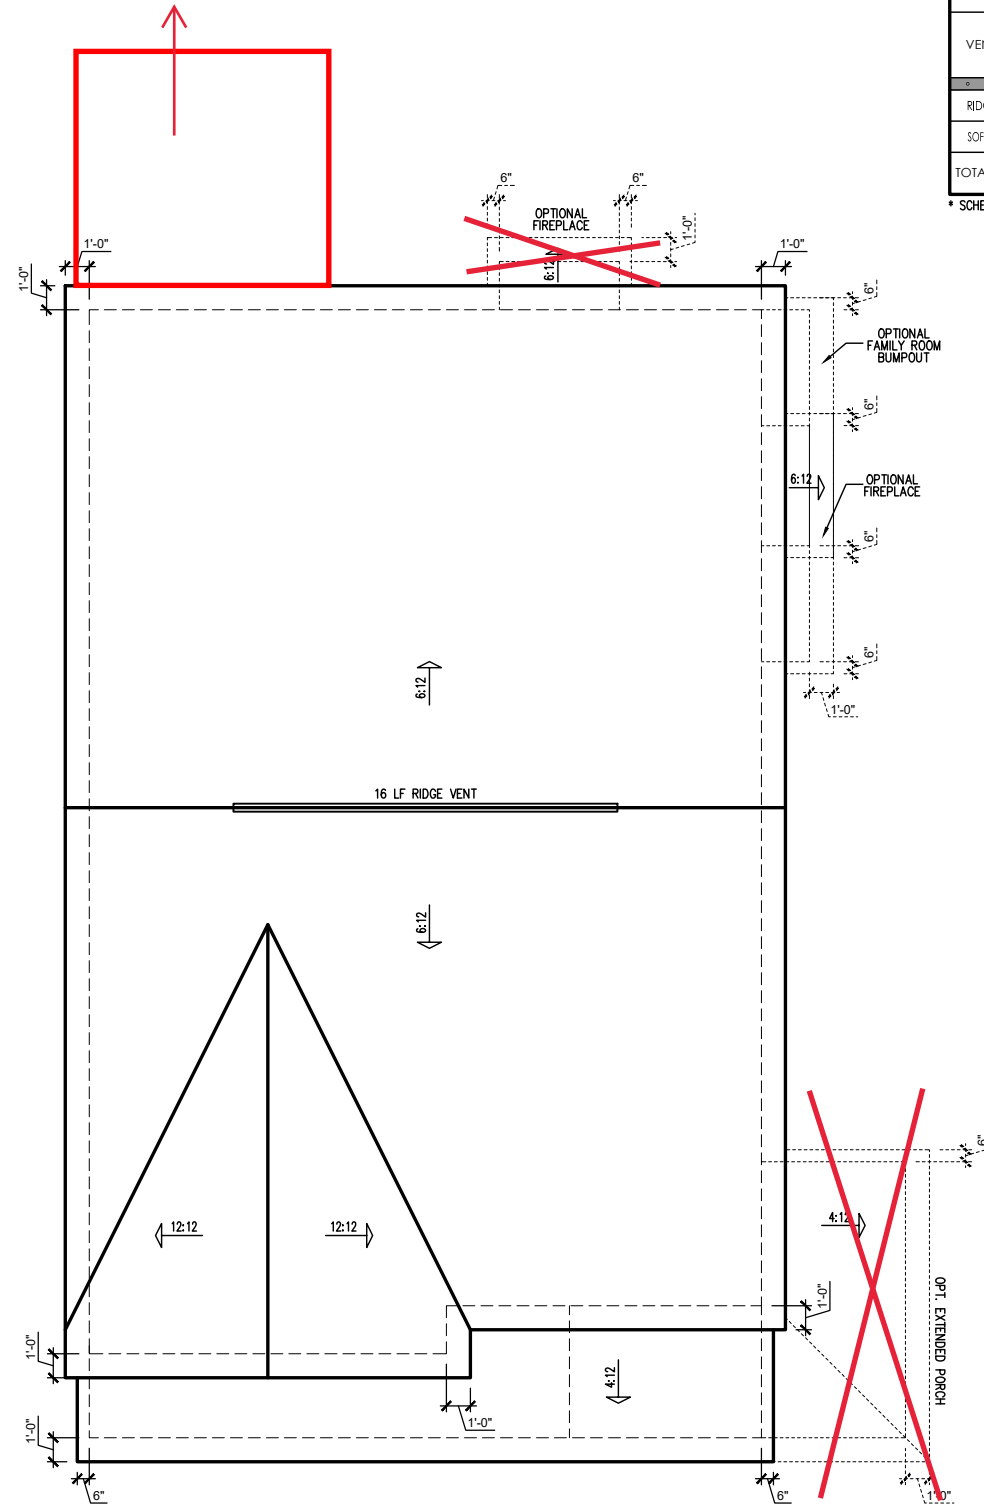 VEN
RIDG
SOF
TOTA
* SCHE
6"
6"
OPTIONAL
FIREPLACE
1'-0"
6:12
1'-0"
1'-0"
1'-0"
6"
OPTIONAL
FAMILY ROOM
BUMPOUT
6"
6:12
OPTIONAL
FIREPLACE
6"
6"
1'-0"
6:12
16 LF RIDGE VENT
6:12
6"
12:12
12:12
4:12
1'-0"
OPT. EXTENDED PORCH
1'-0"
4:12
1'-0"
1'-0"
6"
6"
1'-0"